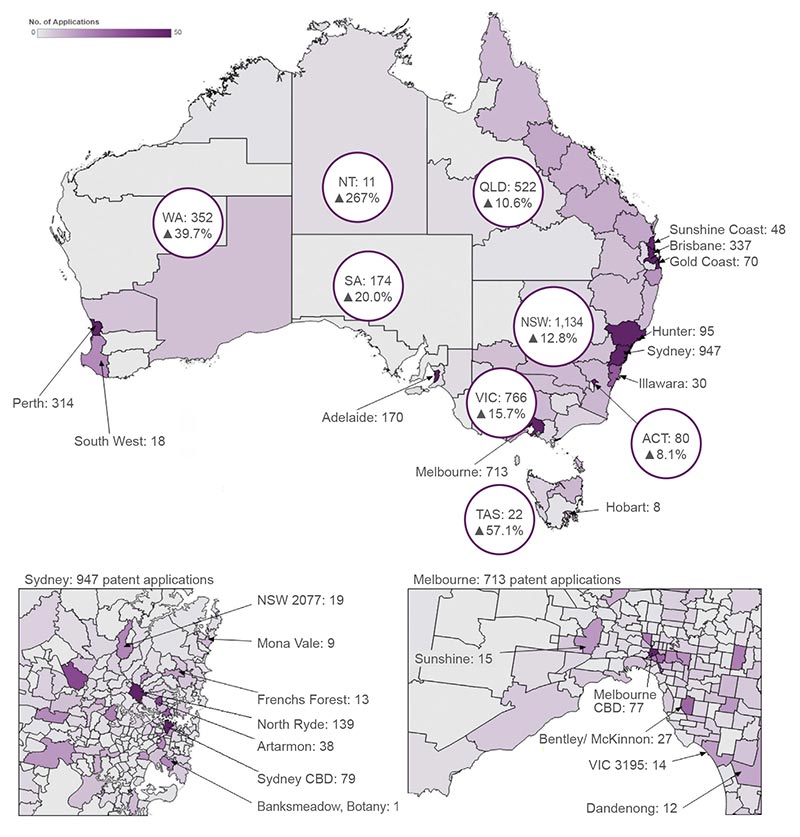 No. of Applications
0 50
NT: 11
▲267%
QLD: 522
▲10.6%
WA: 352
▲39.7%
Sunshine Coast: 48
Brisbane: 337
Gold Coast: 70
SA: 174
▲20.0%
NSW: 1,134
▲12.8%
Hunter: 95
Sydney: 947
Illawara: 30
Perth: 314
South West: 18
Adelaide: 170
VIC: 766
▲15.7%
ACT: 80
▲8.1%
Melbourne: 713
TAS: 22
▲57.1%
Hobart: 8
Sydney: 947 patent applications
NSW 2077: 19
Mona Vale: 9
Frenchs Forest: 13
North Ryde: 139
Artarmon: 38
Sydney CBD: 79
Banksmeadow, Botany: 1
Melbourne: 713 patent applications
Sunshine: 15
Melbourne
CBD: 77
Bentley/ McKinnon: 27
VIC 3195: 14
Dandenong: 12